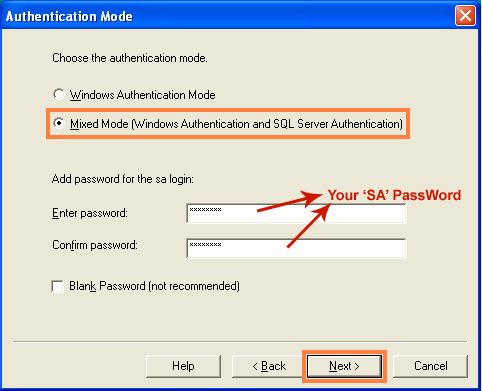 Authentication Mode
Choose the authentication mode.
Windows Authentication Mode
Mixed Mode (Windows Authentication and SQL Server Authentication)
Add password for the sa login:
Your ‘SA’ PassWord
Enter password:
xxxxxxxx
Confirm password:
xxxxxxxx
Blank Password (not recommended)
Help
< Back
Next >
Cancel